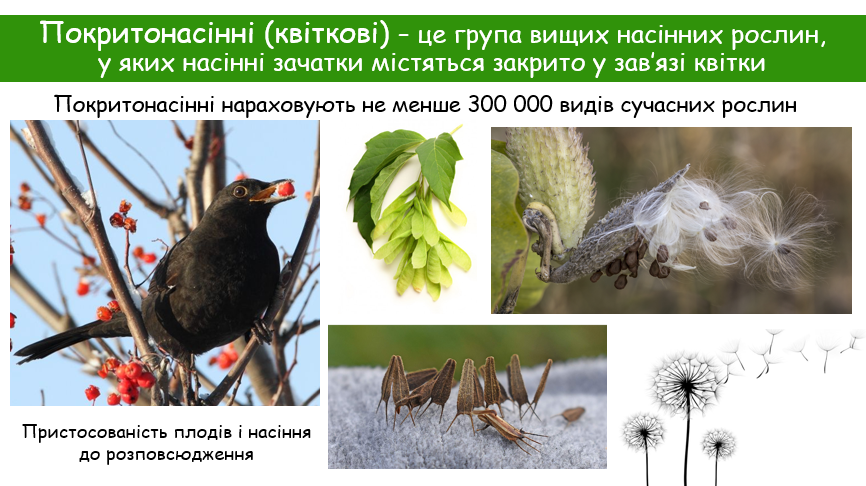 Покритонасінні (квіткові) – це група вищих насінних рослин,
у яких насінні зачатки містяться закрито у зав’язі квітки
Покритонасінні нараховують не менше 300 000 видів сучасних рослин
Пристосованість плодів і насіння
до розповсюдження